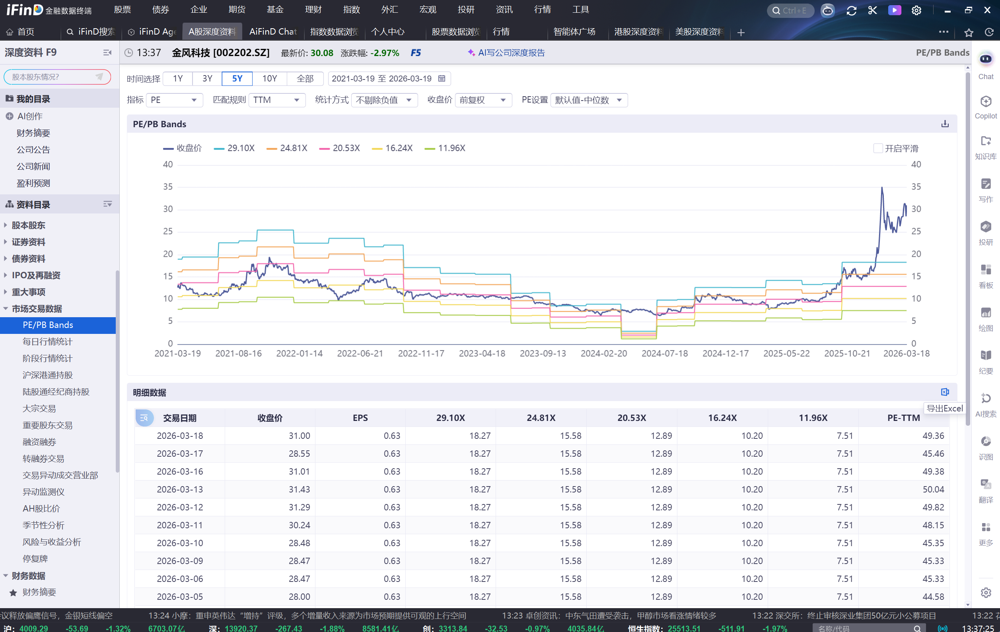 iFinD 金融数据终端 股票 债券 企业 期货 基金 理财 指数 外汇 宏观 投研 资讯 行情 工具 Ctrl+E
首页 iFinD搜索 iFinD Age A股深度资料 AiFinD Chat 指数数据浏览 个人中心 股票数据浏览 行情 智能体广场 港股深度资料 美股深度资料
深度资料 F9
13:37 金风科技 [002202.SZ] 最新价: 30.08 涨跌幅: -2.97% F5 AI写公司深度报告 PE/PB Bands
股本股东情况?
我的目录
AI创作
财务摘要
公司公告
公司新闻
盈利预测
资料目录
股本股东
证券资料
债券资料
IPO及再融资
重大事项
市场交易数据
PE/PB Bands
每日行情统计
阶段行情统计
沪深港通持股
陆股通经纪商持股
大宗交易
重要股东交易
融资融券
转融券交易
交易异动成交营业部
异动监测仪
AH股比价
季节性分析
风险与收益分析
停复牌
财务数据
财务摘要
时间选择 1Y 3Y 5Y 10Y 全部 2021-03-19 至 2026-03-19
指标 PE 匹配规则 TTM 统计方式 不剔除负值 收盘价 前复权 PE设置 默认值-中位数
PE/PB Bands
收盘价 29.10X 24.81X 20.53X 16.24X 11.96X 开启平滑
40 40
35 35
30 30
25 25
20 20
15 15
10 10
5 5
0 0
2021-03-19 2021-08-16 2022-01-14 2022-06-21 2022-11-17 2023-04-18 2023-09-13 2024-02-20 2024-07-18 2024-12-17 2025-05-22 2025-10-21 2026-03-18
明细数据
导出Excel
交易日期 收盘价 EPS 29.10X 24.81X 20.53X 16.24X 11.96X PE-TTM
2026-03-18 31.00 0.63 18.27 15.58 12.89 10.20 7.51 49.36
2026-03-17 28.55 0.63 18.27 15.58 12.89 10.20 7.51 45.46
2026-03-16 31.01 0.63 18.27 15.58 12.89 10.20 7.51 49.38
2026-03-13 31.43 0.63 18.27 15.58 12.89 10.20 7.51 50.04
2026-03-12 31.29 0.63 18.27 15.58 12.89 10.20 7.51 49.82
2026-03-11 30.24 0.63 18.27 15.58 12.89 10.20 7.51 48.15
2026-03-10 28.48 0.63 18.27 15.58 12.89 10.20 7.51 45.35
2026-03-09 28.47 0.63 18.27 15.58 12.89 10.20 7.51 45.33
2026-03-06 28.47 0.63 18.27 15.58 12.89 10.20 7.51 45.33
2026-03-05 28.00 0.63 18.27 15.58 12.89 10.20 7.51 44.58
Chat
Copilot
知识库
写作
投研
看板
绘图
纪要
AI搜索
识图
翻译
更多
议释放偏鹰信号，金银短线偏空 13:24 小摩：重申英伟达“增持”评级，多个增量收入来源为市场预期提供可观的上行空间 13:23 卓创资讯：中东气田遭受袭击，甲醇市场看涨情绪较多 13:22 深交所：终止审核深业集团50亿元小公募项目 13:22
沪: 4009.29 -53.69 -1.32% 6703.07亿 深: 13920.37 -267.43 -1.88% 8581.41亿 创: 3313.84 -32.53 -0.97% 4035.84亿 恒生指数: 25513.51 -511.91 -1.97% 名称/代码 13:37:25